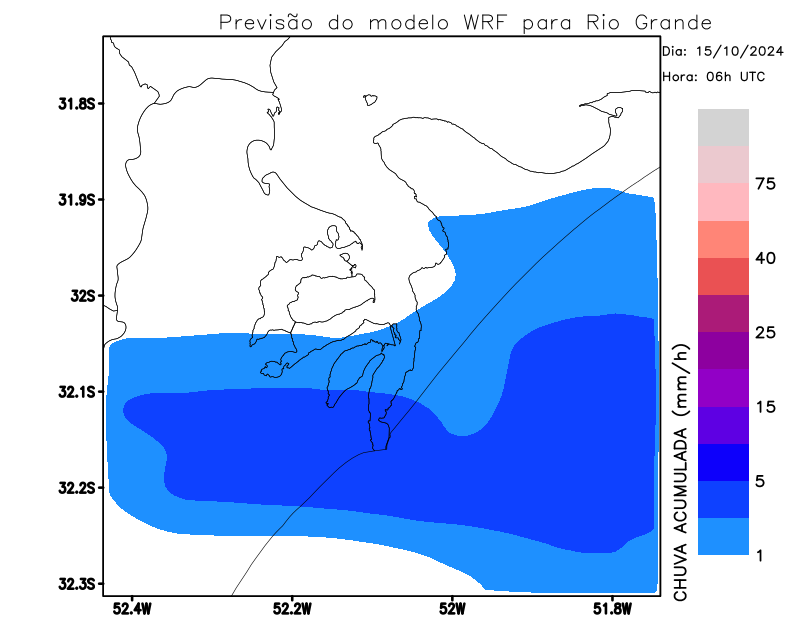 Previsão do modelo WRF para Rio Grande
Dia: 15/10/2024
Hora: 06h UTC
31.8S
31.9S
32S
32.1S
32.2S
32.3S
52.4W
52.2W
52W
51.8W
75
40
25
15
5
1
CHUVA ACUMULADA (mm/h)